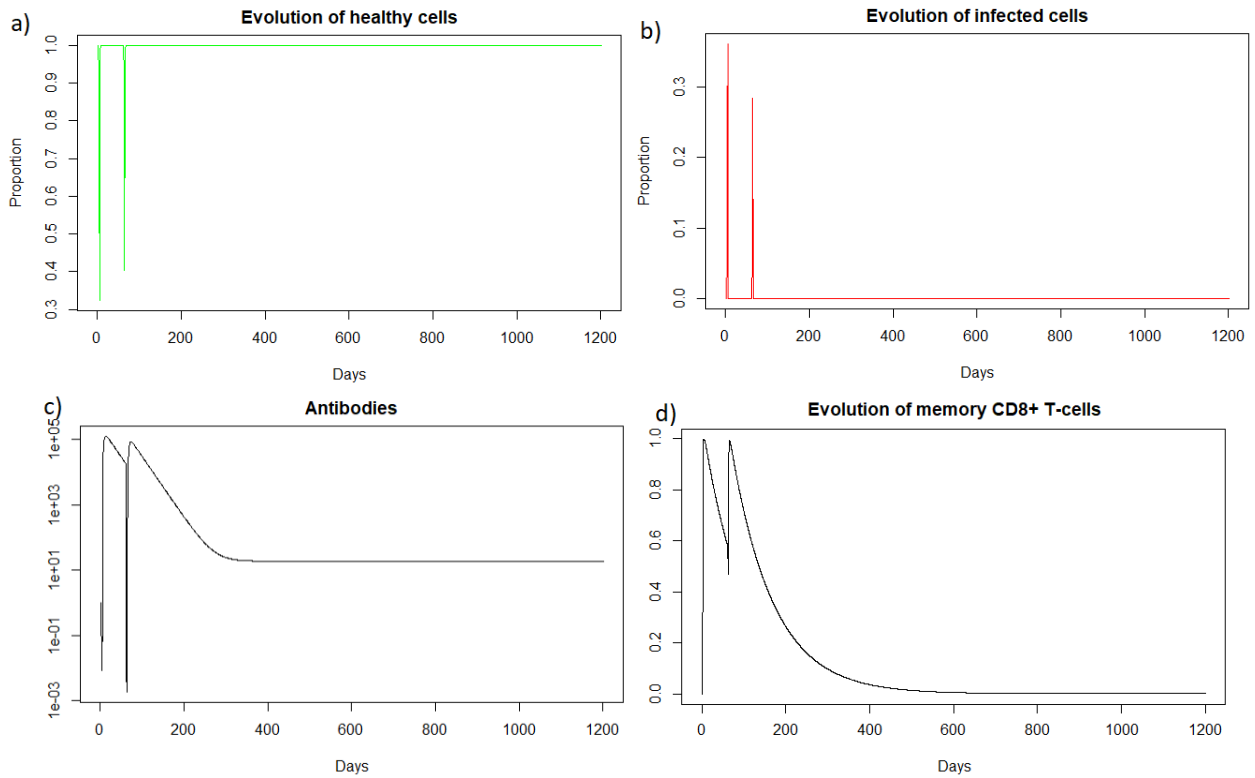 a)
Evolution of healthy cells
Proportion
1.0
0.9
0.8
0.7
0.6
0.5
0.4
0.3
0 200 400 600 800 1000 1200
Days
b)
Evolution of infected cells
Proportion
0.3
0.2
0.1
0.0
0 200 400 600 800 1000 1200
Days
c)
Antibodies
1e+05
1e+03
1e+01
1e-01
1e-03
0 200 400 600 800 1000 1200
Days
d)
Evolution of memory CD8+ T-cells
1.0
0.8
0.6
0.4
0.2
0.0
0 200 400 600 800 1000 1200
Days